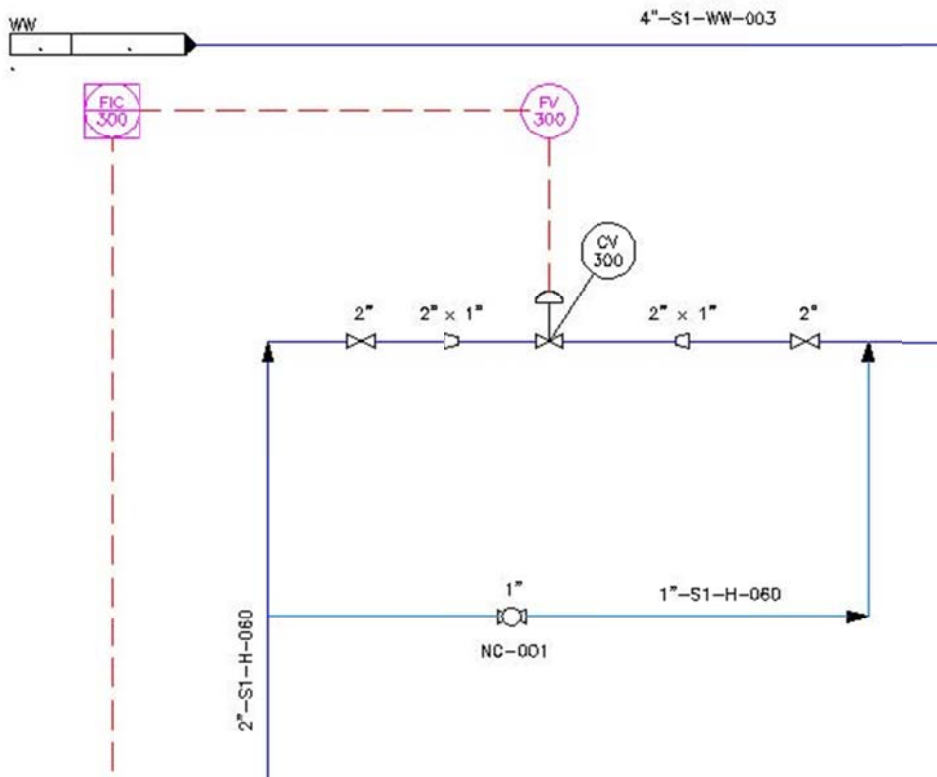 WW
4"-S1-WW-003
FIC
300
FV
300
CV
300
2"
2" x 1"
2" x 1"
2"
1"
1"-S1-H-060
NC-001
2"-S1-H-060